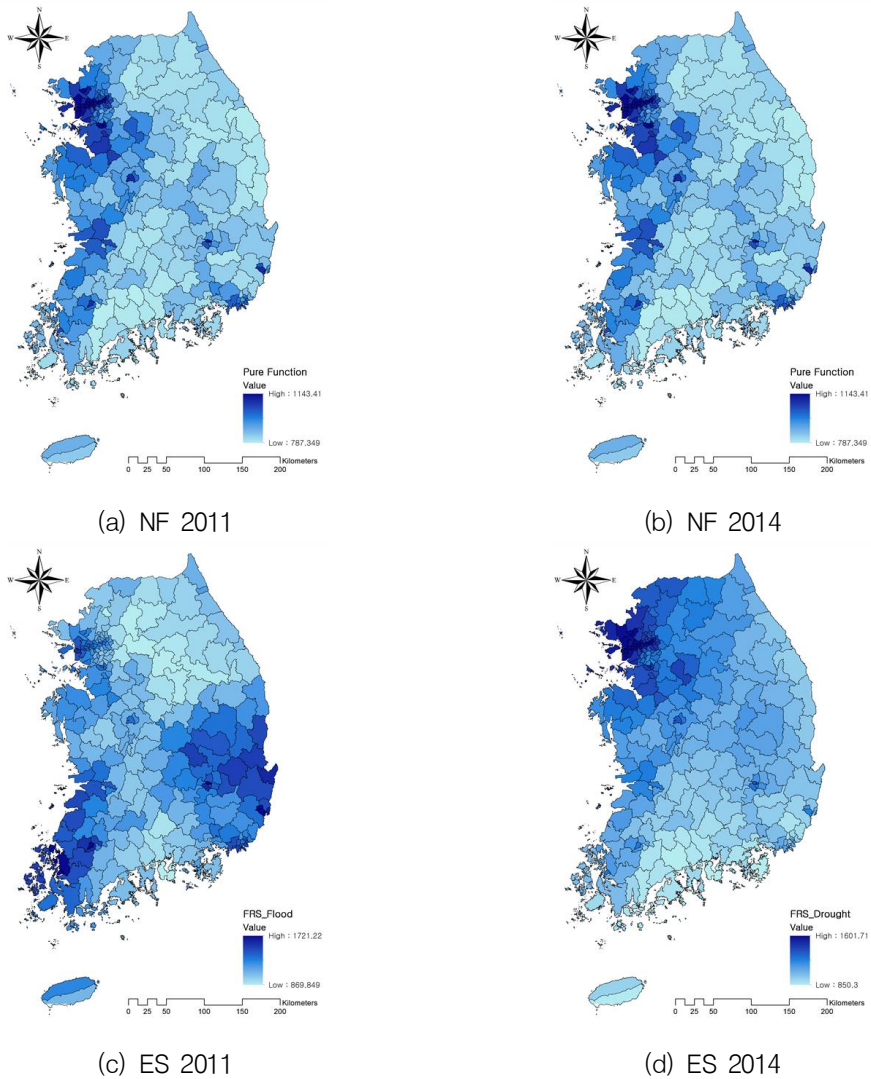 N
W E
S
Pure Function
Value
High : 1143.41
Low : 787.349
Kilometers
0 25 50 100 150 200
(a) NF 2011
N
W E
S
Pure Function
Value
High : 1143.41
Low : 787.349
Kilometers
0 25 50 100 150 200
(b) NF 2014
N
W E
S
FRS_Flood
Value
High : 1721.22
Low : 869.849
Kilometers
0 25 50 100 150 200
(c) ES 2011
N
W E
S
FRS_Drought
Value
High : 1601.71
Low : 850.3
Kilometers
0 25 50 100 150 200
(d) ES 2014